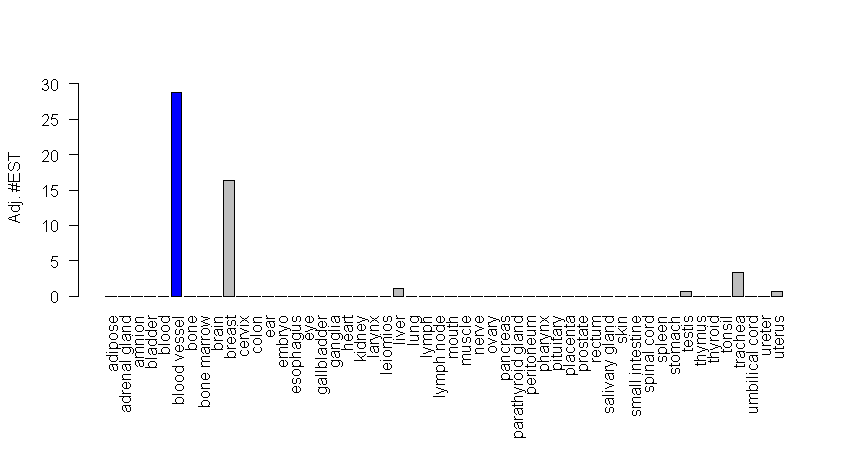 30
25
20
15
10
5
0
Adj. #EST
adipose
adrenal gland
amnion
bladder
blood
blood vessel
bone
bone marrow
brain
breast
cervix
colon
ear
embryo
esophagus
eye
gallbladder
ganglia
heart
kidney
larynx
leiomios
liver
lung
lymph
lymph node
mouth
muscle
nerve
ovary
pancreas
parathyroid gland
peritoneum
pharynx
pituitary
placenta
prostate
rectum
salivary gland
skin
small intestine
spinal cord
spleen
stomach
testis
thymus
thyroid
tonsil
trachea
umbilical cord
ureter
uterus